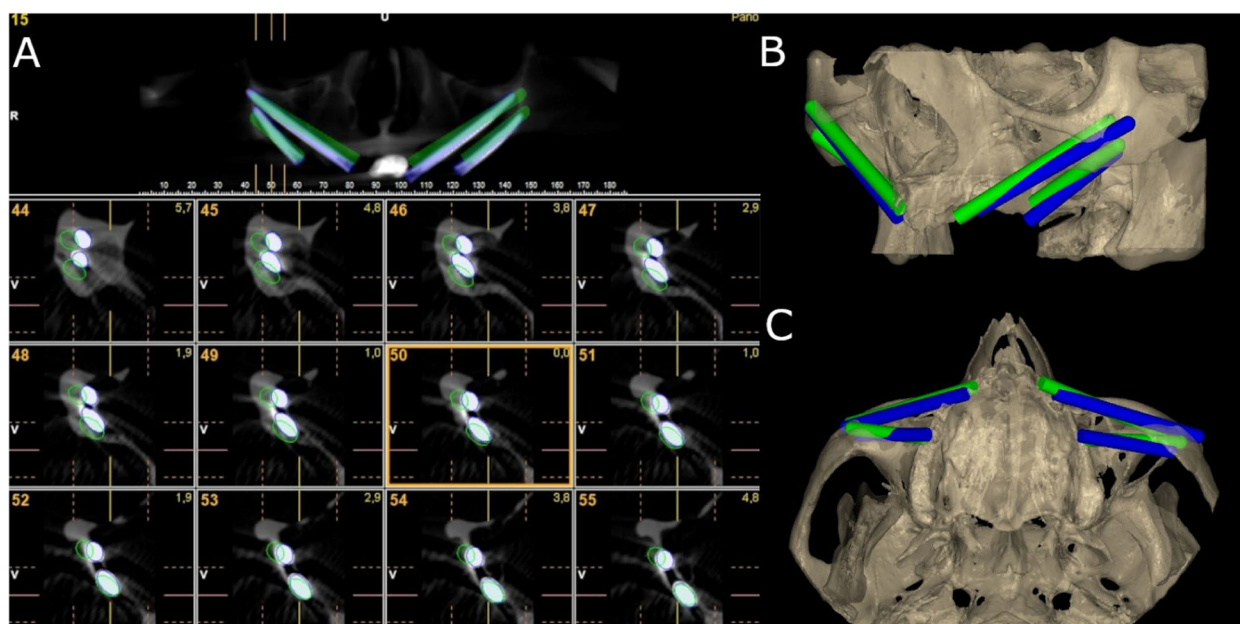 15 U Pano
A
R
10 20 30 40 50 60 70 80 90 100 110 120 130 140 150 160 170 180
44 5,7 45 4,8 46 3,8 47 2,9
V V V V
48 1,9 49 1,0 50 0,0 51 1,0
V V V V
52 1,9 53 2,9 54 3,8 55 4,8
V V V V
B
C